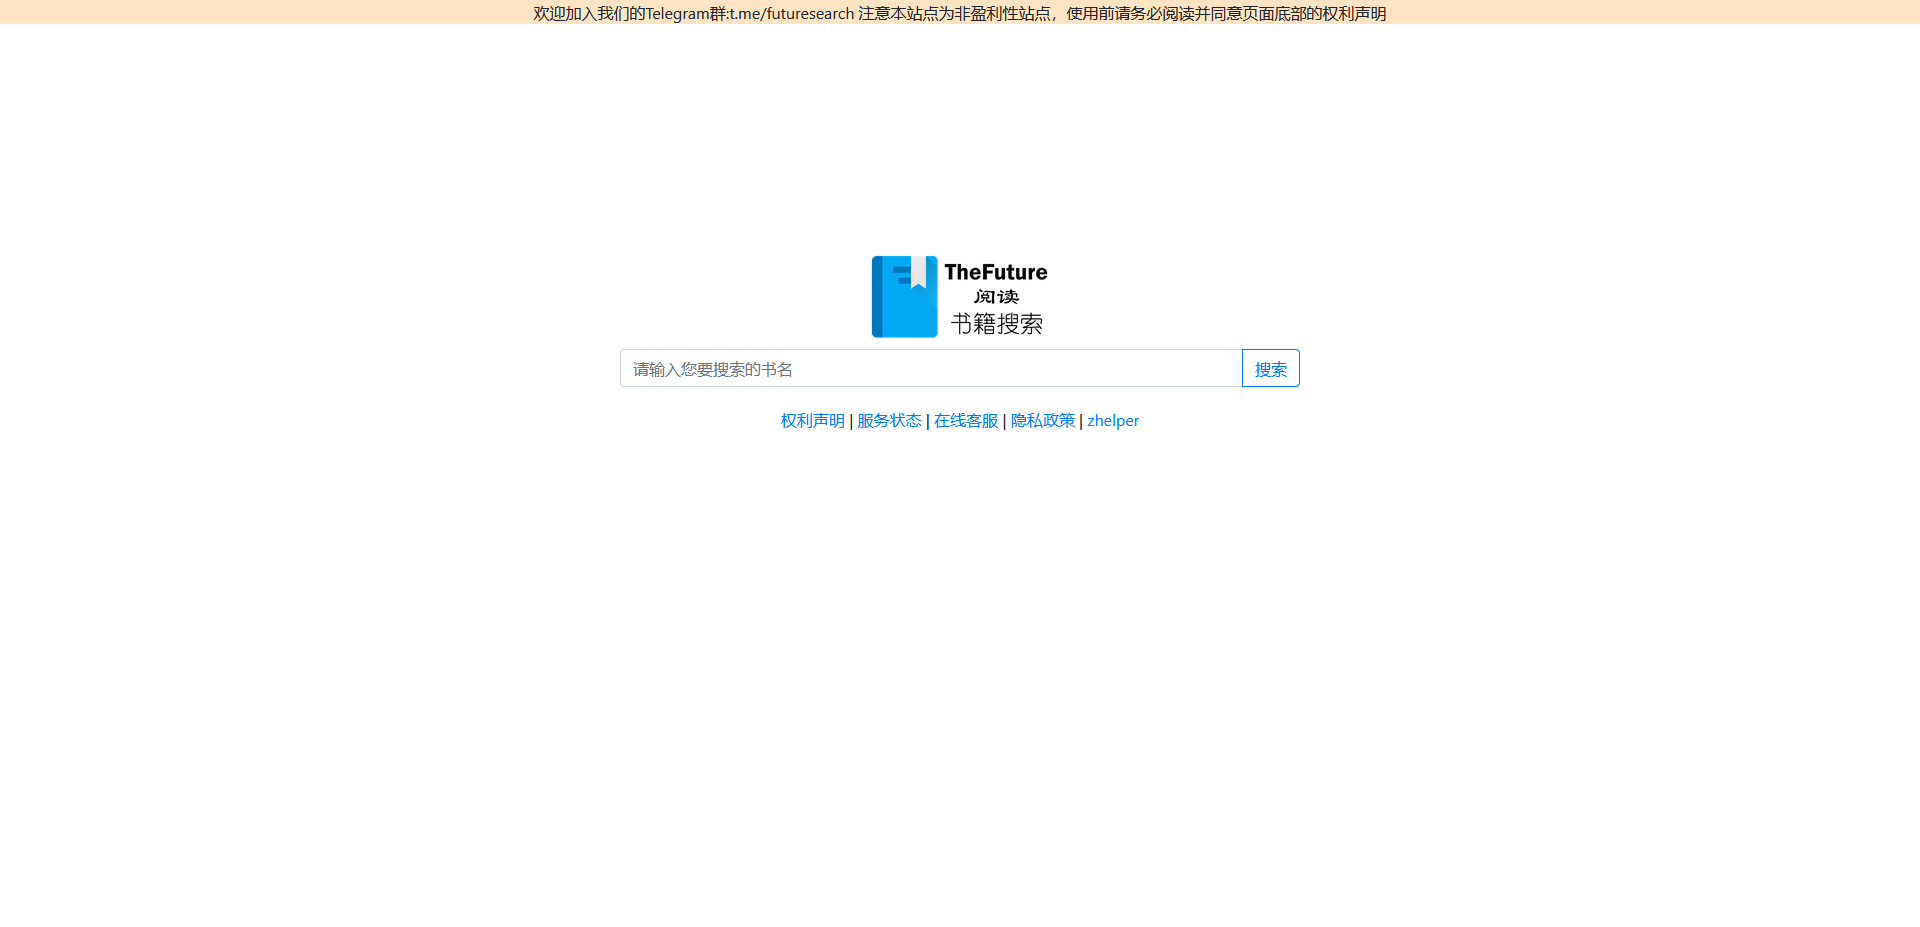 欢迎加入我们的Telegram群:t.me/futuresearch 注意本站点为非盈利性站点，使用前请务必阅读并同意页面底部的权利声明
TheFuture
阅读
书籍搜索
请输入您要搜索的书名 搜索
权利声明 | 服务状态 | 在线客服 | 隐私政策 | zhelper